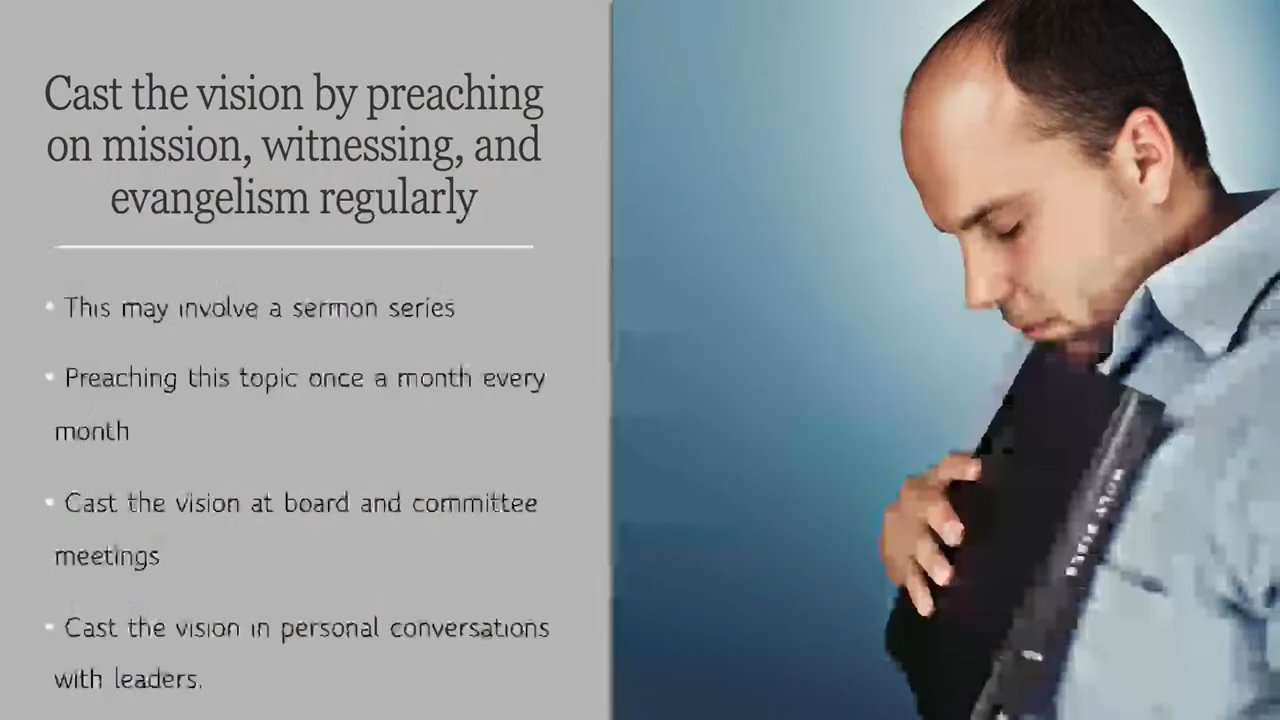 Cast the vision by preaching
on mission, witnessing, and
evangelism regularly
• This may involve a sermon series
• Preaching this topic once a month every
month
• Cast the vision at board and committee
meetings
• Cast the vision in personal conversations
with leaders.
HOLY BIBLE